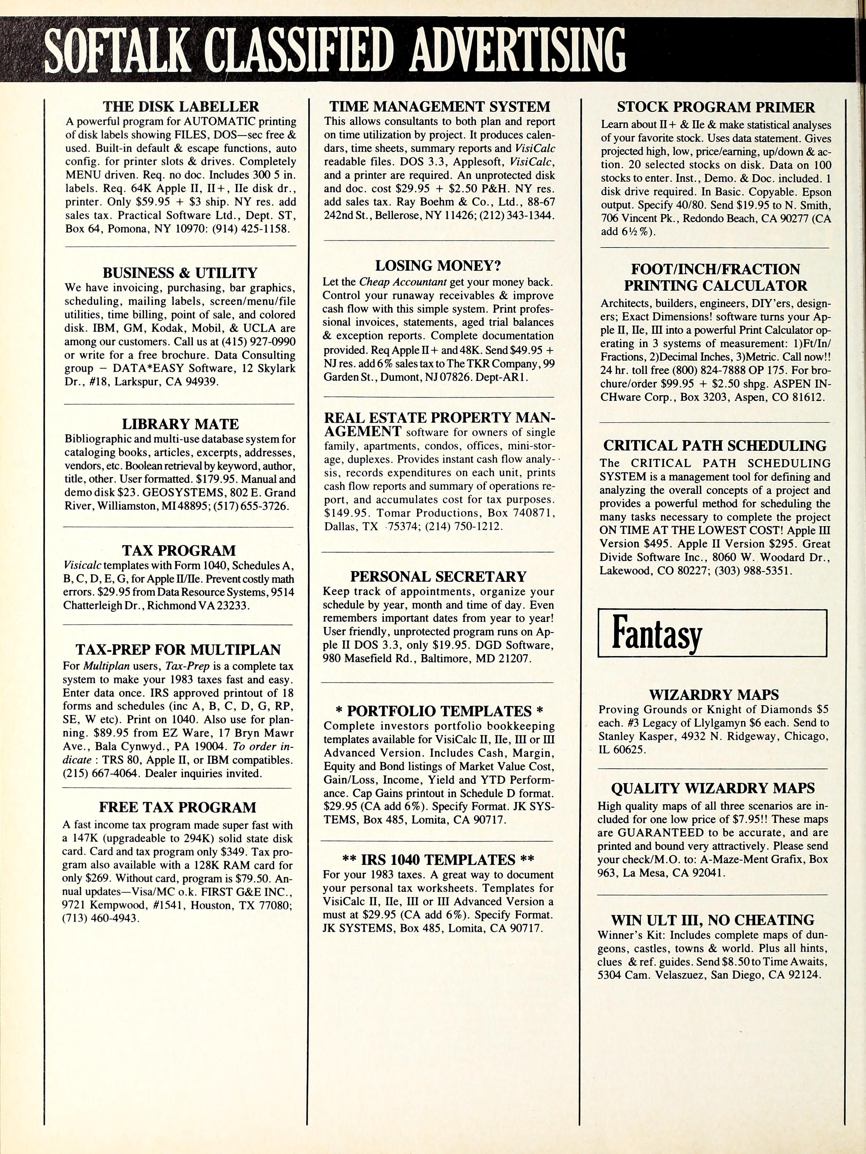 SOFTALK CLASSIFIED ADVERTISING
THE DISK LABELLER
A powerful program for AUTOMATIC printing
of disk labels showing FILES, DOS—sec free &
used. Built-in default & escape functions, auto
config. for printer slots & drives. Completely
MENU driven. Req. no doc. Includes 300 5 in.
labels. Req. 64K Apple II, II+, IIe disk dr.,
printer. Only $59.95 + $3 ship. NY res. add
sales tax. Practical Software Ltd., Dept. ST,
Box 64, Pomona, NY 10970: (914) 425-1158.
BUSINESS & UTILITY
We have invoicing, purchasing, bar graphics,
scheduling, mailing labels, screen/menu/file
utilities, time billing, point of sale, and colored
disk. IBM, GM, Kodak, Mobil, & UCLA are
among our customers. Call us at (415) 927-0990
or write for a free brochure. Data Consulting
group – DATA*EASY Software, 12 Skylark
Dr., #18, Larkspur, CA 94939.
LIBRARY MATE
Bibliographic and multi-use database system for
cataloging books, articles, excerpts, addresses,
vendors, etc. Boolean retrieval by keyword, author,
title, other. User formatted. $179.95. Manual and
demo disk $23. GEOSYSTEMS, 802 E. Grand
River, Williamston, MI 48895; (517) 655-3726.
TAX PROGRAM
Visicalc templates with Form 1040, Schedules A,
B, C, D, E, G, for Apple II/IIe. Prevent costly math
errors. $29.95 from Data Resource Systems, 9514
Chatterleigh Dr., Richmond VA 23233.
TAX-PREP FOR MULTIPLAN
For Multiplan users, Tax-Prep is a complete tax
system to make your 1983 taxes fast and easy.
Enter data once. IRS approved printout of 18
forms and schedules (inc A, B, C, D, G, RP,
SE, W etc). Print on 1040. Also use for plan-
ning. $89.95 from EZ Ware, 17 Bryn Mawr
Ave., Bala Cynwyd., PA 19004. To order in-
dicate : TRS 80, Apple II, or IBM compatibles.
(215) 667-4064. Dealer inquiries invited.
FREE TAX PROGRAM
A fast income tax program made super fast with
a 147K (upgradeable to 294K) solid state disk
card. Card and tax program only $349. Tax pro-
gram also available with a 128K RAM card for
only $269. Without card, program is $79.50. An-
nual updates—Visa/MC o.k. FIRST G&E INC.,
9721 Kempwood, #1541, Houston, TX 77080;
(713) 460-4943.
TIME MANAGEMENT SYSTEM
This allows consultants to both plan and report
on time utilization by project. It produces calen-
dars, time sheets, summary reports and VisiCalc
readable files. DOS 3.3, Applesoft, VisiCalc,
and a printer are required. An unprotected disk
and doc. cost $29.95 + $2.50 P&H. NY res.
add sales tax. Ray Boehm & Co., Ltd., 88-67
242nd St., Bellerose, NY 11426; (212) 343-1344.
LOSING MONEY?
Let the Cheap Accountant get your money back.
Control your runaway receivables & improve
cash flow with this simple system. Print profes-
sional invoices, statements, aged trial balances
& exception reports. Complete documentation
provided. Req Apple II+ and 48K. Send $49.95 +
NJ res. add 6% sales tax to The TKR Company, 99
Garden St., Dumont, NJ 07826. Dept-AR1.
REAL ESTATE PROPERTY MAN-
AGEMENT software for owners of single
family, apartments, condos, offices, mini-stor-
age, duplexes. Provides instant cash flow analy-
sis, records expenditures on each unit, prints
cash flow reports and summary of operations re-
port, and accumulates cost for tax purposes.
$149.95. Tomar Productions, Box 740871,
Dallas, TX 75374; (214) 750-1212.
PERSONAL SECRETARY
Keep track of appointments, organize your
schedule by year, month and time of day. Even
remembers important dates from year to year!
User friendly, unprotected program runs on Ap-
ple II DOS 3.3, only $19.95. DGD Software,
980 Masefield Rd., Baltimore, MD 21207.
* PORTFOLIO TEMPLATES *
Complete investors portfolio bookkeeping
templates available for VisiCalc II, IIe, III or III
Advanced Version. Includes Cash, Margin,
Equity and Bond listings of Market Value Cost,
Gain/Loss, Income, Yield and YTD Perform-
ance. Cap Gains printout in Schedule D format.
$29.95 (CA add 6%). Specify Format. JK SYS-
TEMS, Box 485, Lomita, CA 90717.
** IRS 1040 TEMPLATES **
For your 1983 taxes. A great way to document
your personal tax worksheets. Templates for
VisiCalc II, IIe, III or III Advanced Version a
must at $29.95 (CA add 6%). Specify Format.
JK SYSTEMS, Box 485, Lomita, CA 90717.
STOCK PROGRAM PRIMER
Learn about II+ & IIe & make statistical analyses
of your favorite stock. Uses data statement. Gives
projected high, low, price/earning, up/down & ac-
tion. 20 selected stocks on disk. Data on 100
stocks to enter. Inst., Demo. & Doc. included. 1
disk drive required. In Basic. Copyable. Epson
output. Specify 40/80. Send $19.95 to N. Smith,
706 Vincent Pk., Redondo Beach, CA 90277 (CA
add 6½%).
FOOT/INCH/FRACTION
PRINTING CALCULATOR
Architects, builders, engineers, DIY'ers, design-
ers; Exact Dimensions! software turns your Ap-
ple II, IIe, III into a powerful Print Calculator op-
erating in 3 systems of measurement: 1)Ft/In/
Fractions, 2)Decimal Inches, 3)Metric. Call now!!
24 hr. toll free (800) 824-7888 OP 175. For bro-
chure/order $99.95 + $2.50 shpg. ASPEN IN-
CHware Corp., Box 3203, Aspen, CO 81612.
CRITICAL PATH SCHEDULING
The CRITICAL PATH SCHEDULING
SYSTEM is a management tool for defining and
analyzing the overall concepts of a project and
provides a powerful method for scheduling the
many tasks necessary to complete the project
ON TIME AT THE LOWEST COST! Apple III
Version $495. Apple II Version $295. Great
Divide Software Inc., 8060 W. Woodard Dr.,
Lakewood, CO 80227; (303) 988-5351.
Fantasy
WIZARDRY MAPS
Proving Grounds or Knight of Diamonds $5
each. #3 Legacy of Llylgamyn $6 each. Send to
Stanley Kasper, 4932 N. Ridgeway, Chicago,
IL 60625.
QUALITY WIZARDRY MAPS
High quality maps of all three scenarios are in-
cluded for one low price of $7.95!! These maps
are GUARANTEED to be accurate, and are
printed and bound very attractively. Please send
your check/M.O. to: A-Maze-Ment Grafix, Box
963, La Mesa, CA 92041.
WIN ULT III, NO CHEATING
Winner's Kit: Includes complete maps of dun-
geons, castles, towns & world. Plus all hints,
clues & ref. guides. Send $8.50 to Time Awaits,
5304 Cam. Velaszuez, San Diego, CA 92124.